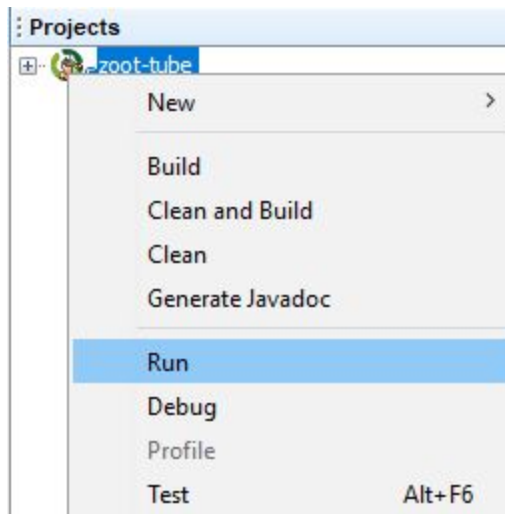 Projects
zoot-tube
New
Build
Clean and Build
Clean
Generate Javadoc
Run
Debug
Profile
Test Alt+F6